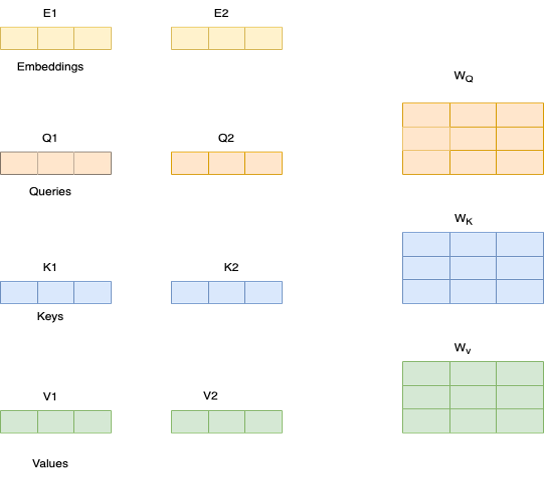 E1 E2
Embeddings
W_Q
Q1 Q2
Queries
W_K
K1 K2
Keys
W_v
V1 V2
Values